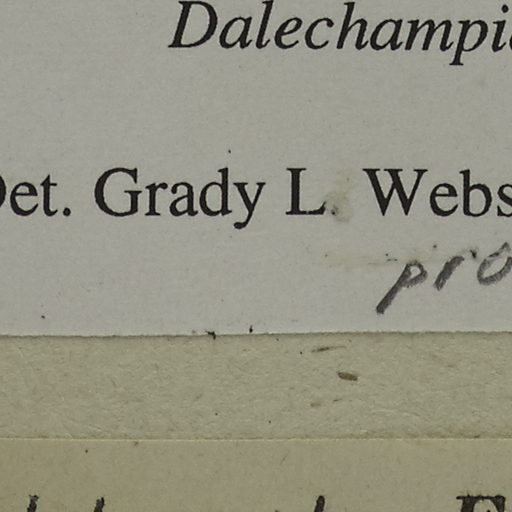 Dalechampi
Det. Grady L. Webs
pro